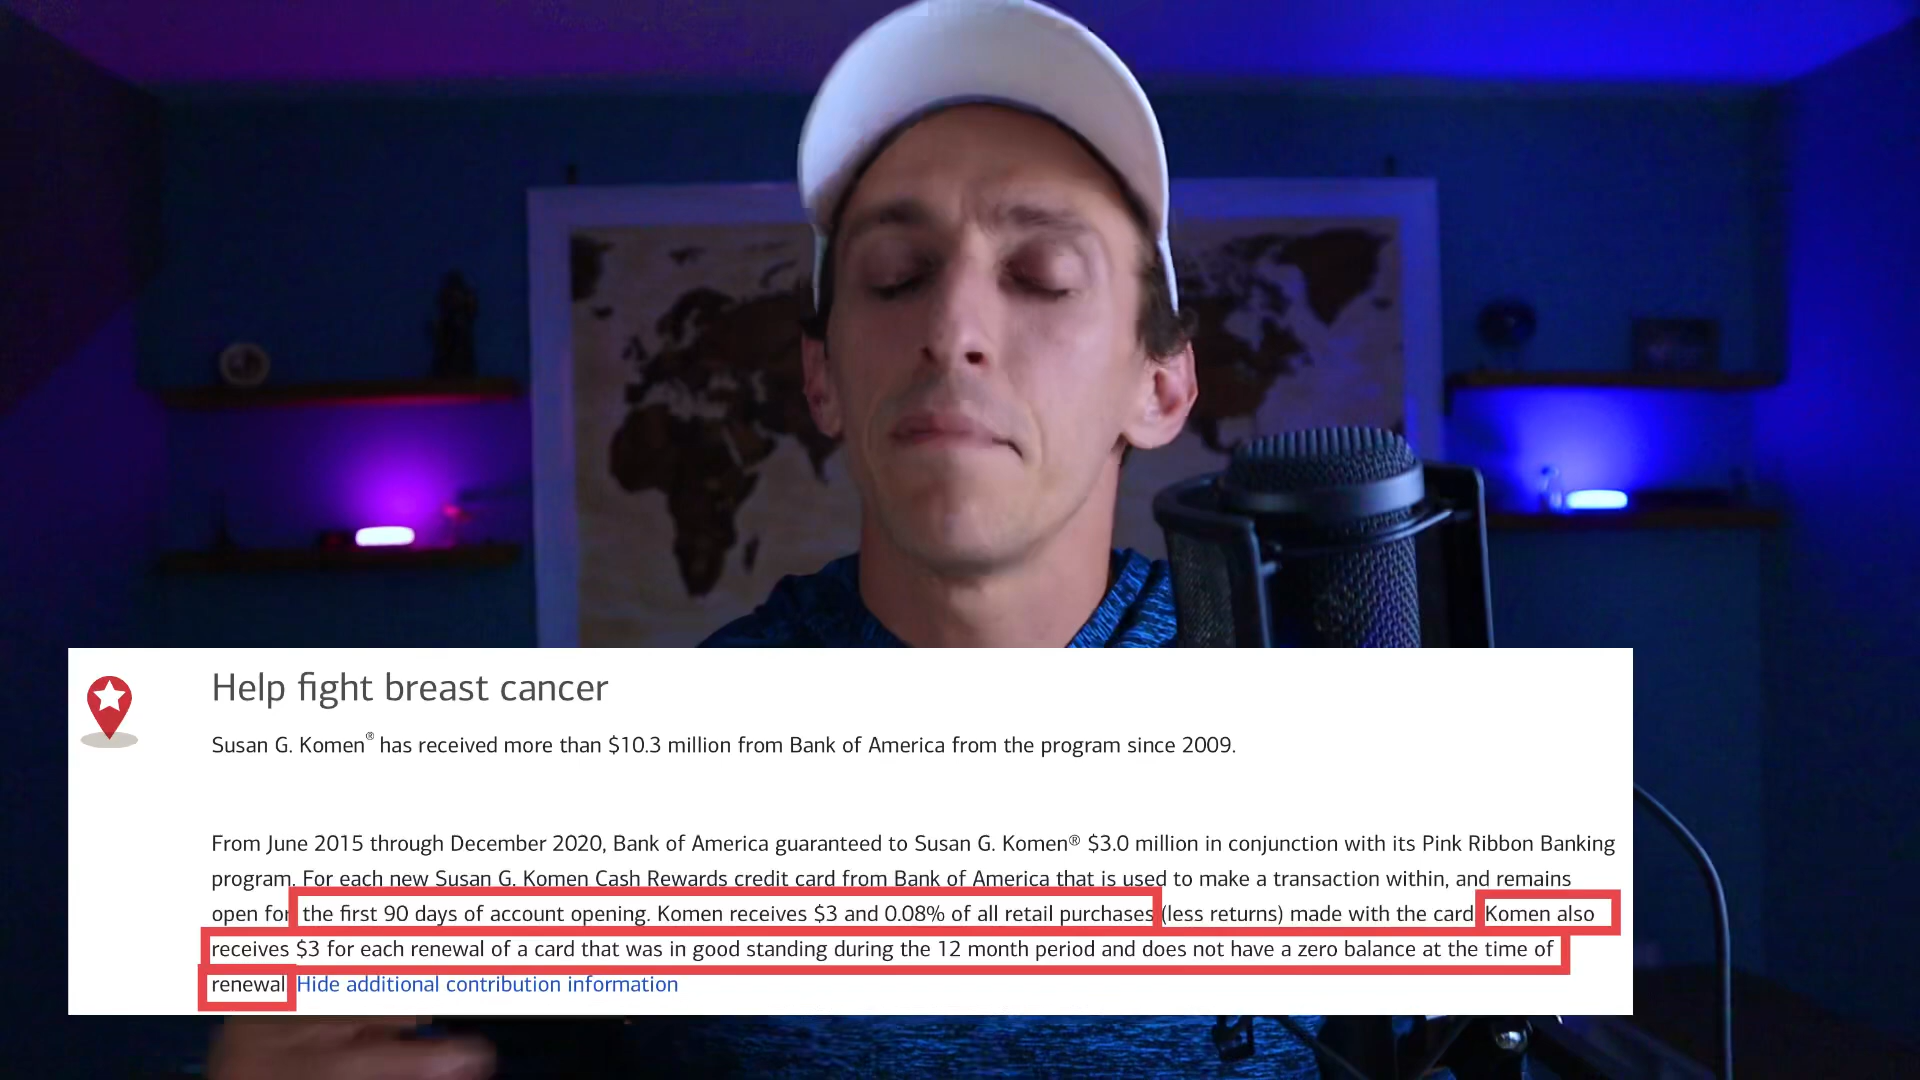 Help fight breast cancer
Susan G. Komen® has received more than $10.3 million from Bank of America from the program since 2009.
From June 2015 through December 2020, Bank of America guaranteed to Susan G. Komen® $3.0 million in conjunction with its Pink Ribbon Banking
program. For each new Susan G. Komen Cash Rewards credit card from Bank of America that is used to make a transaction within, and remains
open for the first 90 days of account opening. Komen receives $3 and 0.08% of all retail purchases (less returns) made with the card Komen also
receives $3 for each renewal of a card that was in good standing during the 12 month period and does not have a zero balance at the time of
renewal. Hide additional contribution information